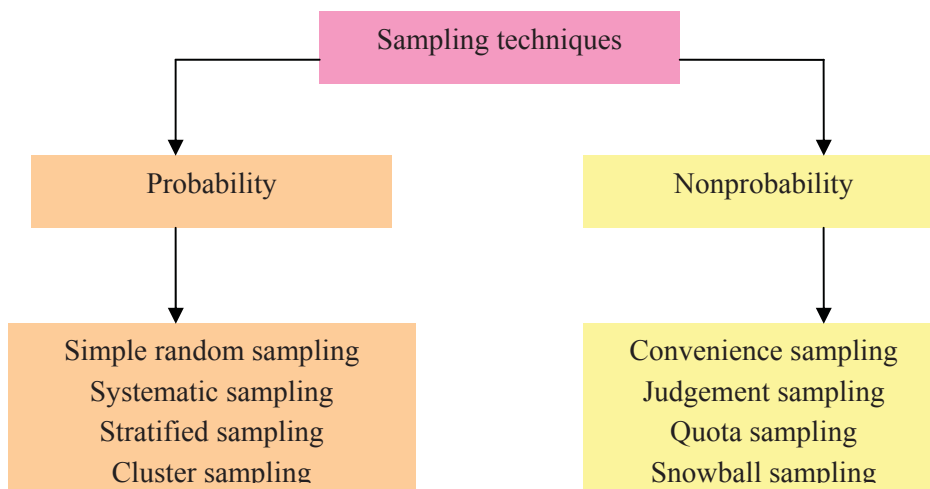 Sampling techniques
Probability
Nonprobability
Simple random sampling
Systematic sampling
Stratified sampling
Cluster sampling
Convenience sampling
Judgement sampling
Quota sampling
Snowball sampling